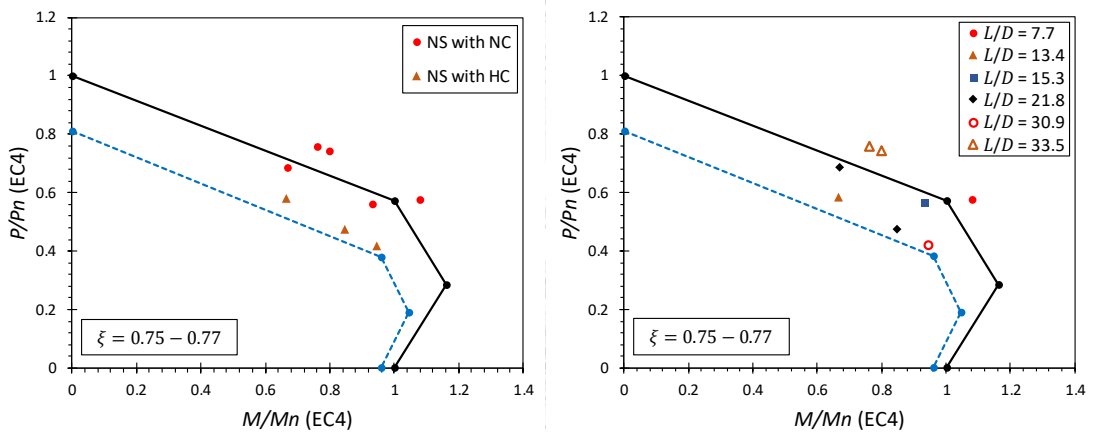 1.2
1
0.8
0.6
0.4
0.2
0
P/Pn (EC4)
NS with NC
NS with HC
ξ = 0.75 − 0.77
0 0.2 0.4 0.6 0.8 1 1.2 1.4
M/Mn (EC4)
1.2
1
0.8
0.6
0.4
0.2
0
P/Pn (EC4)
L/D = 7.7
L/D = 13.4
L/D = 15.3
L/D = 21.8
L/D = 30.9
L/D = 33.5
ξ = 0.75 − 0.77
0 0.2 0.4 0.6 0.8 1 1.2 1.4
M/Mn (EC4)